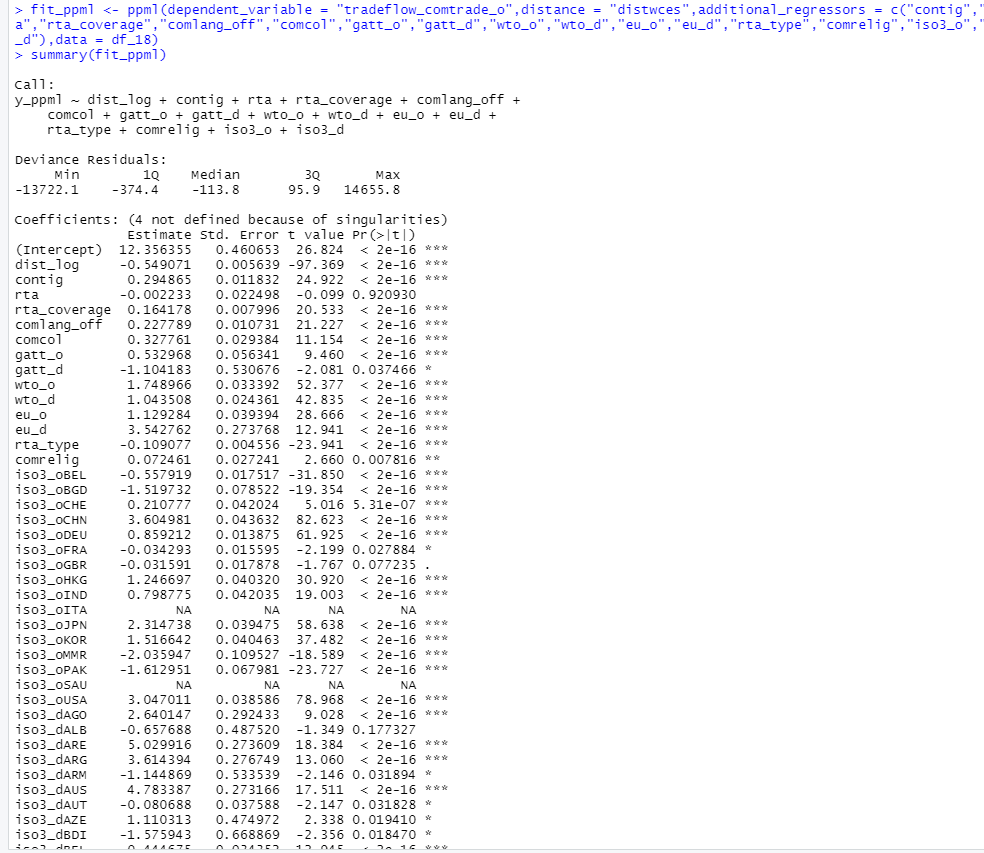 > fit_ppml <- ppml(dependent_variable = "tradeflow_comtrade_o",distance = "distwces",additional_regressors = c("contig","
a","rta_coverage","comlang_off","comcol","gatt_o","gatt_d","wto_o","wto_d","eu_o","eu_d","rta_type","comrelig","iso3_o","
_d"),data = df_18)
> summary(fit_ppml)
Call:
y_ppml ~ dist_log + contig + rta + rta_coverage + comlang_off +
comcol + gatt_o + gatt_d + wto_o + wto_d + eu_o + eu_d +
rta_type + comrelig + iso3_o + iso3_d
Deviance Residuals:
Min 1Q Median 3Q Max
-13722.1 -374.4 -113.8 95.9 14655.8
Coefficients: (4 not defined because of singularities)
Estimate Std. Error t value Pr(>|t|)
(Intercept) 12.356355 0.460653 26.824 < 2e-16 ***
dist_log -0.549071 0.005639 -97.369 < 2e-16 ***
contig 0.294865 0.011832 24.922 < 2e-16 ***
rta -0.002233 0.022498 -0.099 0.920930
rta_coverage 0.164178 0.007996 20.533 < 2e-16 ***
comlang_off 0.227789 0.010731 21.227 < 2e-16 ***
comcol 0.327761 0.029384 11.154 < 2e-16 ***
gatt_o 0.532968 0.056341 9.460 < 2e-16 ***
gatt_d -1.104183 0.530676 -2.081 0.037466 *
wto_o 1.748966 0.033392 52.377 < 2e-16 ***
wto_d 1.043508 0.024361 42.835 < 2e-16 ***
eu_o 1.129284 0.039394 28.666 < 2e-16 ***
eu_d 3.542762 0.273768 12.941 < 2e-16 ***
rta_type -0.109077 0.004556 -23.941 < 2e-16 ***
comrelig 0.072461 0.027241 2.660 0.007816 **
iso3_oBEL -0.557919 0.017517 -31.850 < 2e-16 ***
iso3_oBGD -1.519732 0.078522 -19.354 < 2e-16 ***
iso3_oCHE 0.210777 0.042024 5.016 5.31e-07 ***
iso3_oCHN 3.604981 0.043632 82.623 < 2e-16 ***
iso3_oDEU 0.859212 0.013875 61.925 < 2e-16 ***
iso3_oFRA -0.034293 0.015595 -2.199 0.027884 *
iso3_oGBR -0.031591 0.017878 -1.767 0.077235 .
iso3_oHKG 1.246697 0.040320 30.920 < 2e-16 ***
iso3_oIND 0.798775 0.042035 19.003 < 2e-16 ***
iso3_oITA NA NA NA NA
iso3_oJPN 2.314738 0.039475 58.638 < 2e-16 ***
iso3_oKOR 1.516642 0.040463 37.482 < 2e-16 ***
iso3_oMMR -2.035947 0.109527 -18.589 < 2e-16 ***
iso3_oPAK -1.612951 0.067981 -23.727 < 2e-16 ***
iso3_oSAU NA NA NA NA
iso3_oUSA 3.047011 0.038586 78.968 < 2e-16 ***
iso3_dAGO 2.640147 0.292433 9.028 < 2e-16 ***
iso3_dALB -0.657688 0.487520 -1.349 0.177327
iso3_dARE 5.029916 0.273609 18.384 < 2e-16 ***
iso3_dARG 3.614394 0.276749 13.060 < 2e-16 ***
iso3_dARM -1.144869 0.533539 -2.146 0.031894 *
iso3_dAUS 4.783387 0.273166 17.511 < 2e-16 ***
iso3_dAUT -0.080688 0.037588 -2.147 0.031828 *
iso3_dAZE 1.110313 0.474972 2.338 0.019410 *
iso3_dBDI -1.575943 0.668869 -2.356 0.018470 *